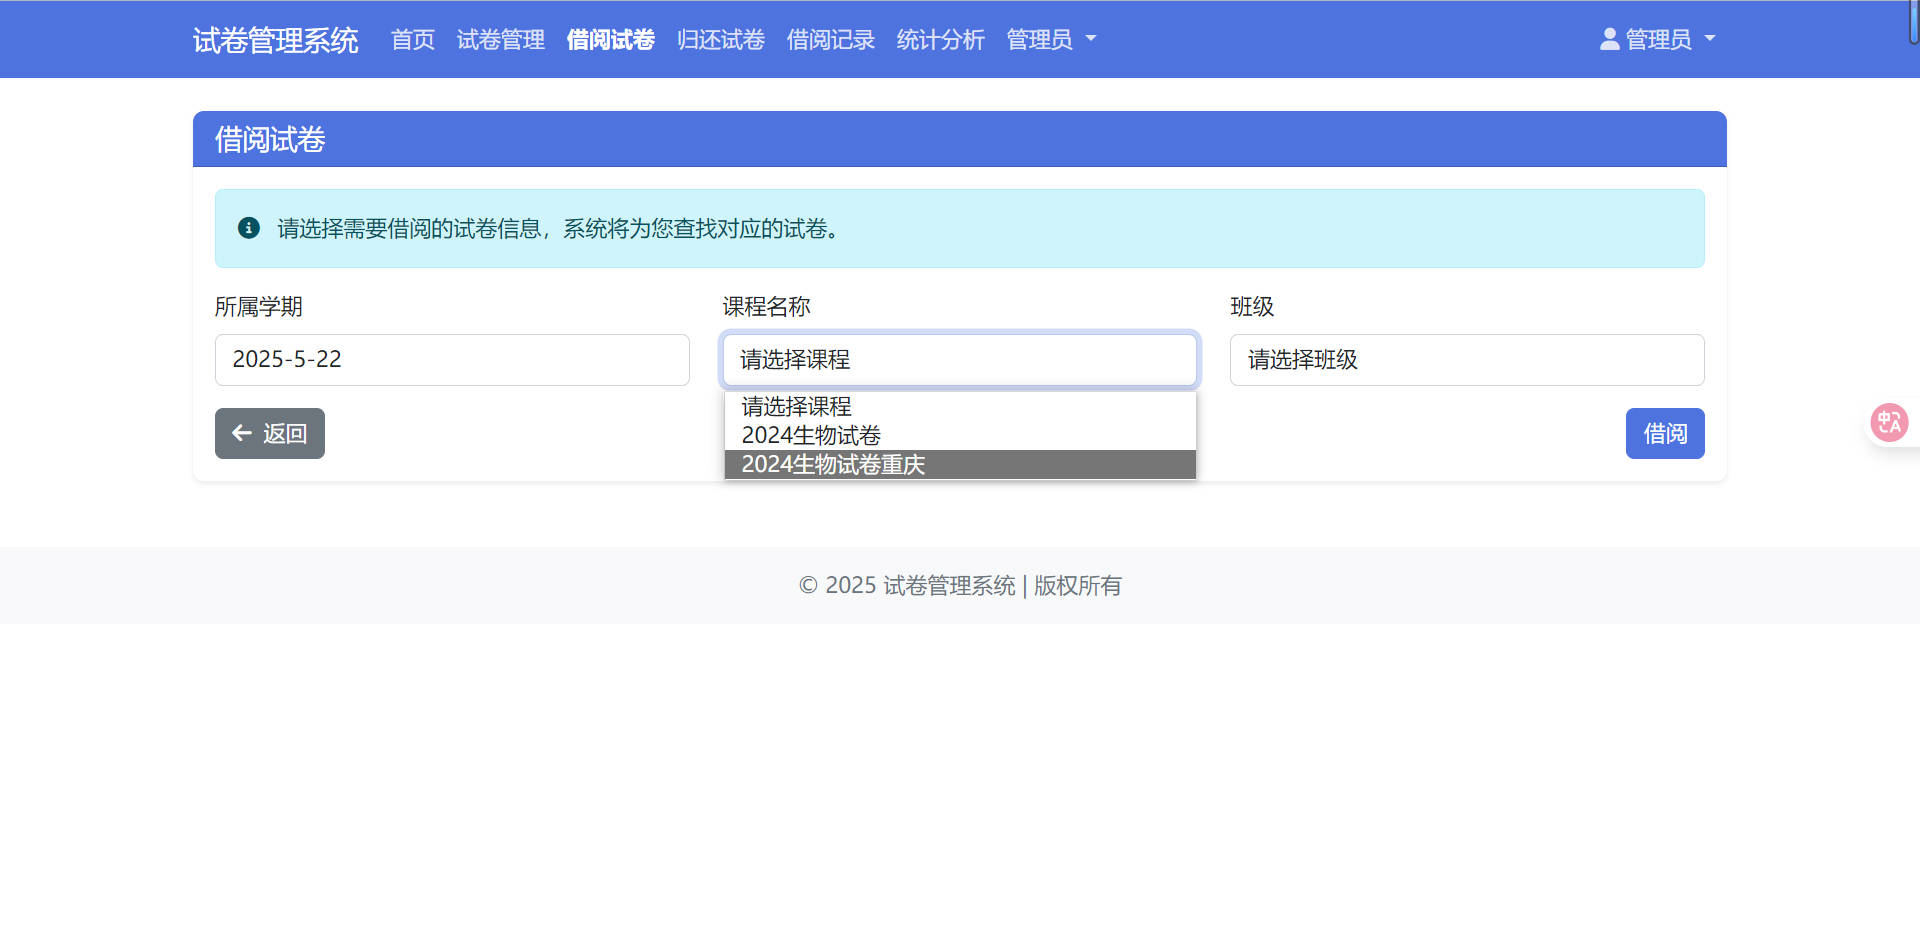 试卷管理系统 首页 试卷管理 借阅试卷 归还试卷 借阅记录 统计分析 管理员 管理员
借阅试卷
请选择需要借阅的试卷信息，系统将为您查找对应的试卷。
所属学期 课程名称 班级
2025-5-22 请选择课程 请选择班级
请选择课程
2024生物试卷
2024生物试卷重庆
返回 借阅
© 2025 试卷管理系统 | 版权所有
中A